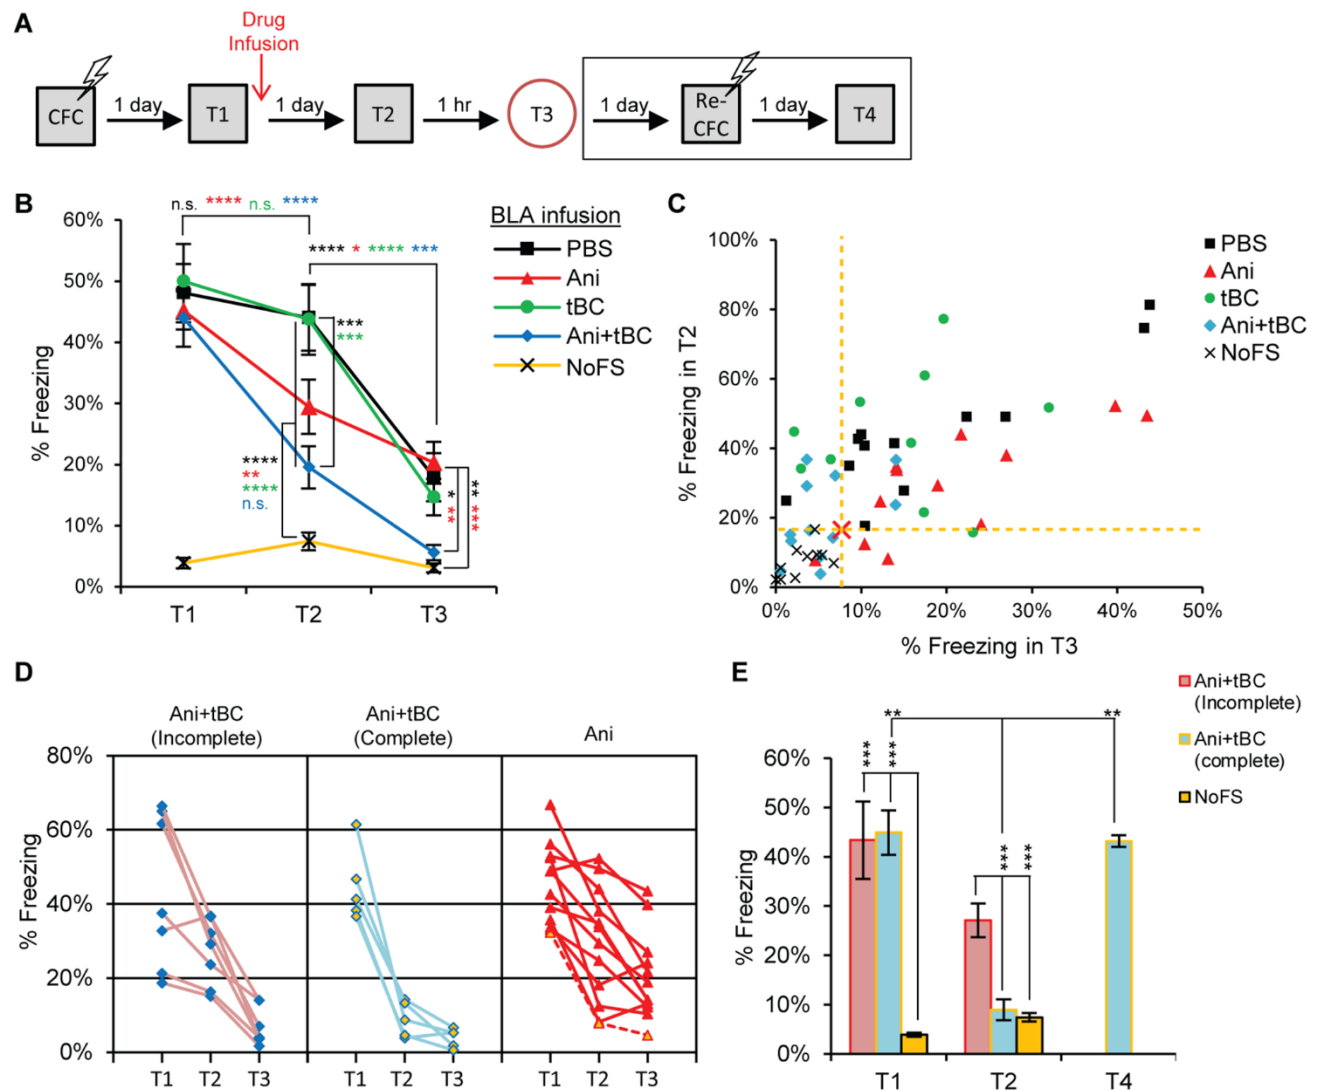 A
Drug
Infusion
CFC
1 day
T1
1 day
T2
1 hr
T3
1 day
Re-
CFC
1 day
T4
B
n.s. **** n.s. ****
**** * **** ***
***
***
****
**
****
n.s.
* **
** ***
% Freezing
60%
50%
40%
30%
20%
10%
0%
T1 T2 T3
BLA infusion
PBS
Ani
tBC
Ani+tBC
NoFS
C
% Freezing in T2
100%
80%
60%
40%
20%
0%
0% 10% 20% 30% 40% 50%
% Freezing in T3
PBS
Ani
tBC
Ani+tBC
NoFS
D
Ani+tBC
(Incomplete)
Ani+tBC
(Complete)
Ani
% Freezing
80%
60%
40%
20%
0%
T1 T2 T3 T1 T2 T3 T1 T2 T3
E
** **
*** ***
*** ***
% Freezing
60%
50%
40%
30%
20%
10%
0%
T1 T2 T4
Ani+tBC
(Incomplete)
Ani+tBC
(complete)
NoFS